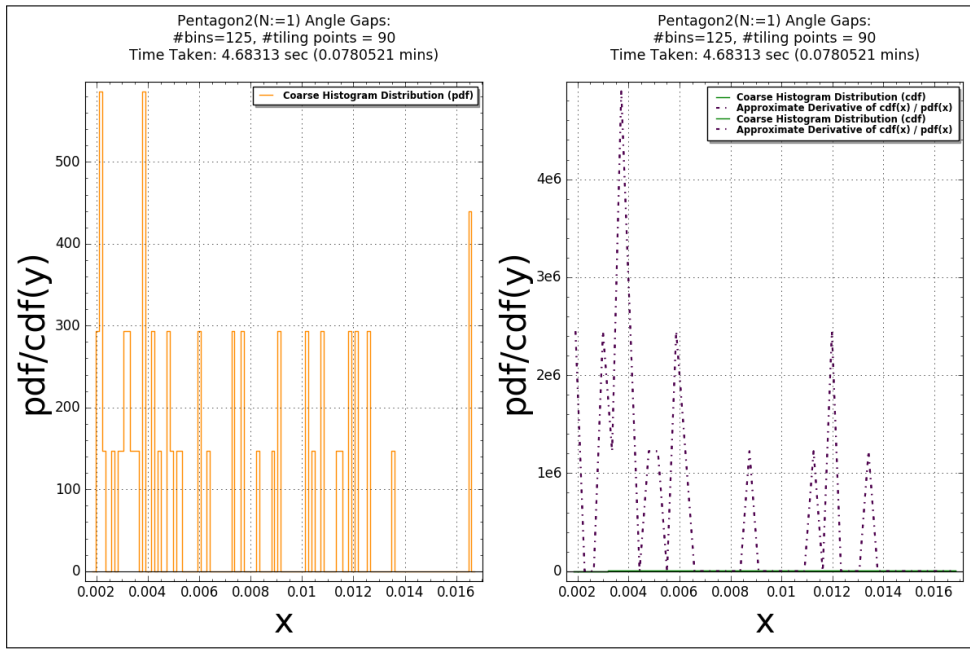 Pentagon2(N:=1) Angle Gaps:
#bins=125, #tiling points = 90
Time Taken: 4.68313 sec (0.0780521 mins)
Coarse Histogram Distribution (pdf)
500
400
300
200
100
0
0.002 0.004 0.006 0.008 0.010 0.012 0.014 0.016
pdf/cdf(y)
x
Pentagon2(N:=1) Angle Gaps:
#bins=125, #tiling points = 90
Time Taken: 4.68313 sec (0.0780521 mins)
Coarse Histogram Distribution (cdf)
Approximate Derivative of cdf(x) / pdf(x)
Coarse Histogram Distribution (cdf)
Approximate Derivative of cdf(x) / pdf(x)
4e6
3e6
2e6
1e6
0
0.002 0.004 0.006 0.008 0.010 0.012 0.014 0.016
pdf/cdf(y)
x